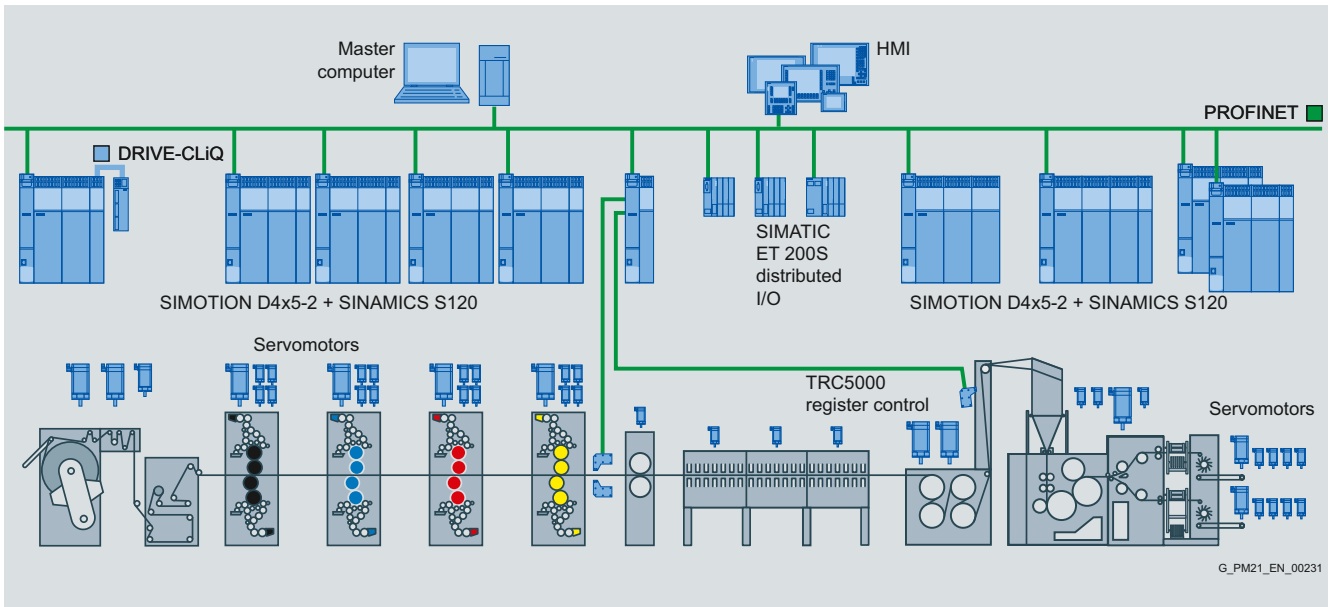 Master
computer
HMI
PROFINET
DRIVE-CLiQ
SIMATIC
ET 200S
distributed
I/O
SIMOTION D4x5-2 + SINAMICS S120
SIMOTION D4x5-2 + SINAMICS S120
Servomotors
TRC5000
register control
Servomotors
G_PM21_EN_00231